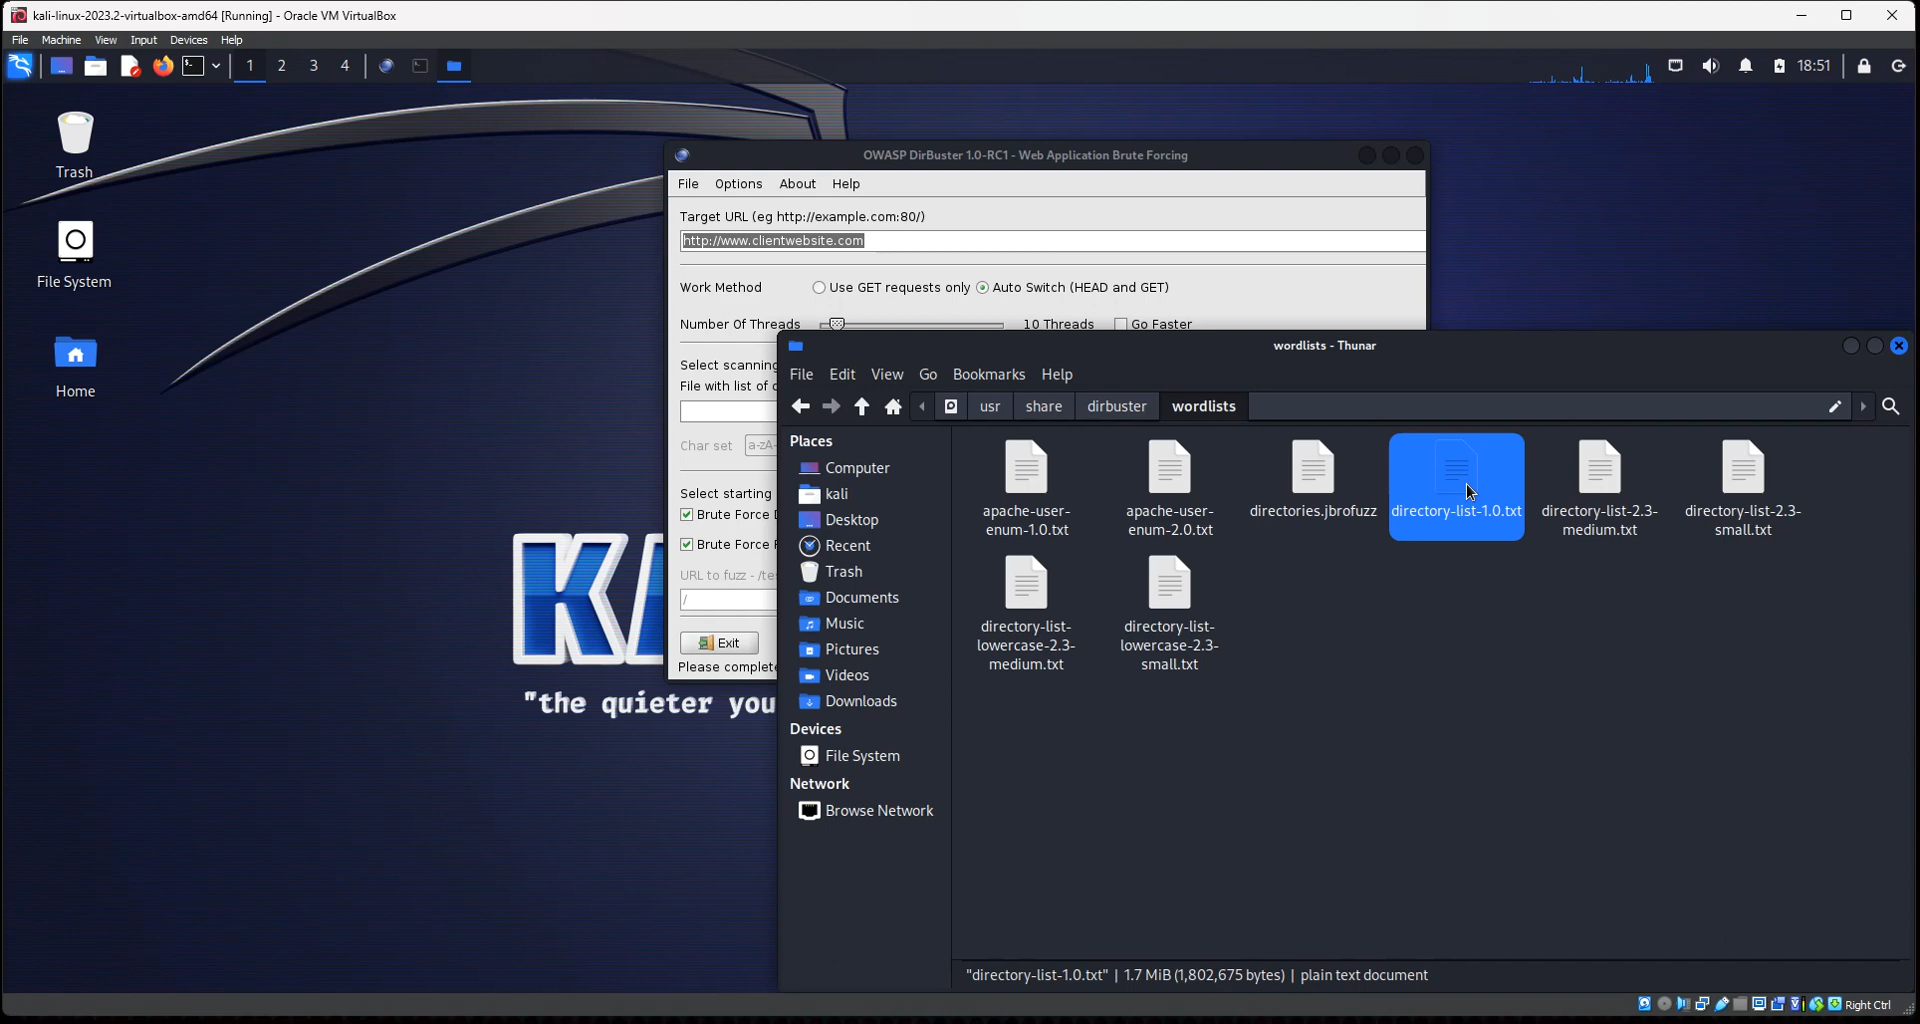 kali-linux-2023.2-virtualbox-amd64 [Running] - Oracle VM VirtualBox
File Machine View Input Devices Help
1 2 3 4 18:51
Trash
File System
Home
OWASP DirBuster 1.0-RC1 - Web Application Brute Forcing
File Options About Help
Target URL (eg http://example.com:80/)
http://www.clientwebsite.com
Work Method Use GET requests only Auto Switch (HEAD and GET)
Number Of Threads 10 Threads Go Faster
Select scanning
File with list of
Char set a-zA-
Select starting
Brute Force
Brute Force
URL to fuzz - /tes
/
Exit
Please complete
"the quieter you
wordlists - Thunar
File Edit View Go Bookmarks Help
usr share dirbuster wordlists
Places
Computer
kali
Desktop
Recent
Trash
Documents
Music
Pictures
Videos
Downloads
Devices
File System
Network
Browse Network
apache-user-
enum-1.0.txt
apache-user-
enum-2.0.txt
directories.jbrofuzz
directory-list-1.0.txt
directory-list-2.3-
medium.txt
directory-list-2.3-
small.txt
directory-list-
lowercase-2.3-
medium.txt
directory-list-
lowercase-2.3-
small.txt
"directory-list-1.0.txt" | 1.7 MiB (1,802,675 bytes) | plain text document
Right Ctrl